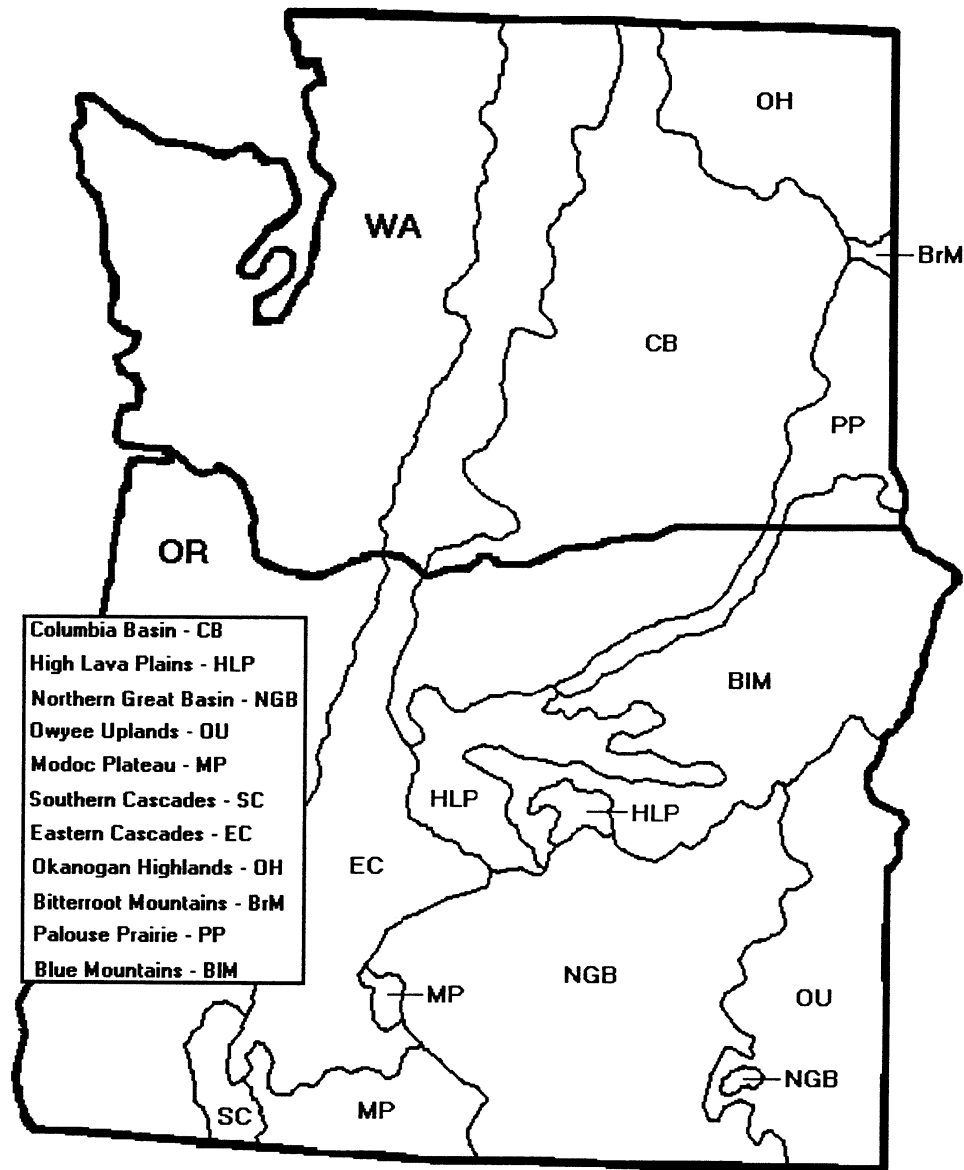 OH
WA
BrM
CB
PP
OR
Columbia Basin - CB
High Lava Plains - HLP
Northern Great Basin - NGB
Owyee Uplands - OU
Modoc Plateau - MP
Southern Cascades - SC
Eastern Cascades - EC
Okanogan Highlands - OH
Bitterroot Mountains - BrM
Palouse Prairie - PP
Blue Mountains - BIM
BIM
HLP
HLP
EC
NGB
MP
OU
NGB
SC
MP